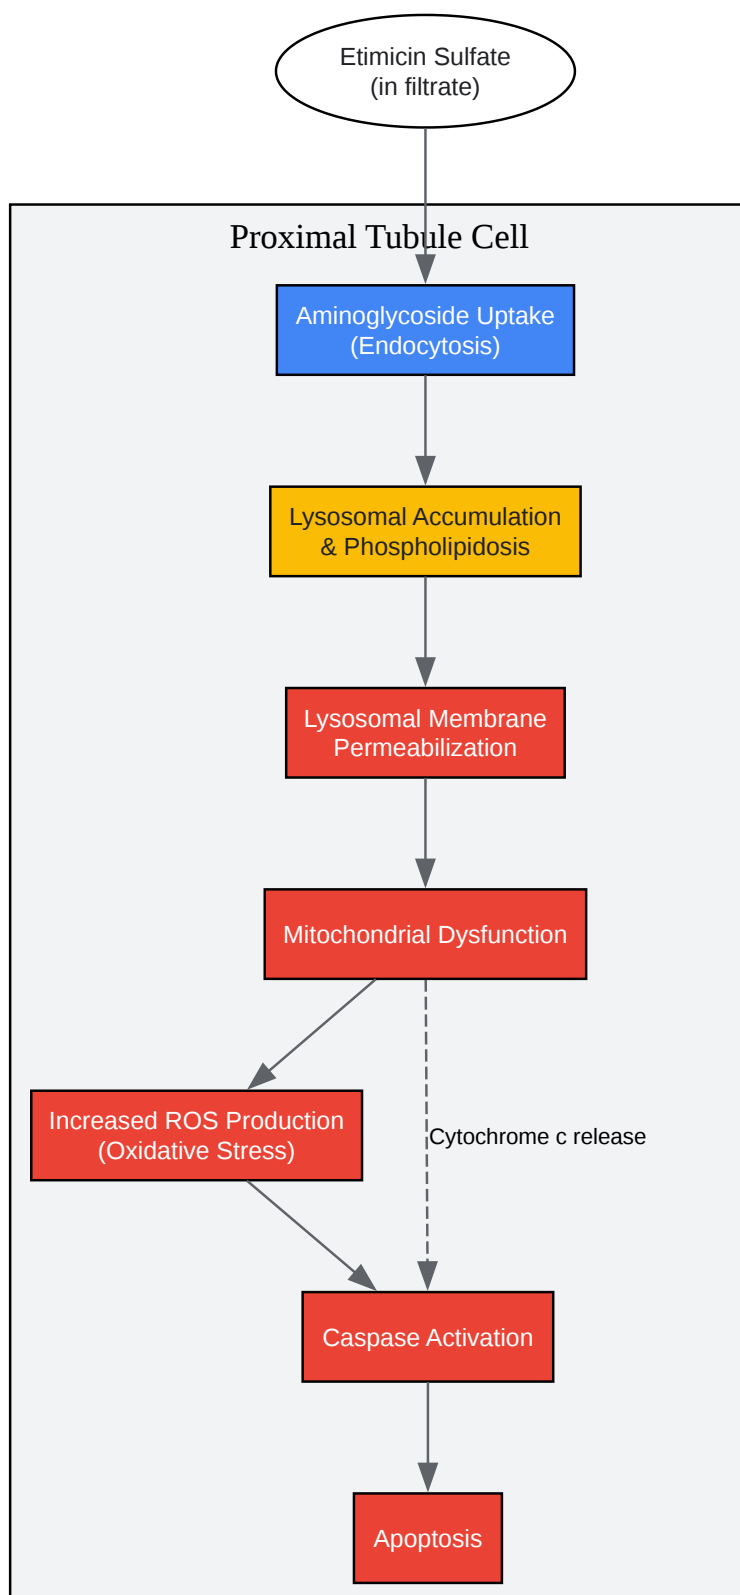 Etimicin Sulfate
(in filtrate)
Proximal Tubule Cell
Aminoglycoside Uptake
(Endocytosis)
Lysosomal Accumulation
& Phospholipidosis
Lysosomal Membrane
Permeabilization
Mitochondrial Dysfunction
Increased ROS Production
(Oxidative Stress)
Cytochrome c release
Caspase Activation
Apoptosis